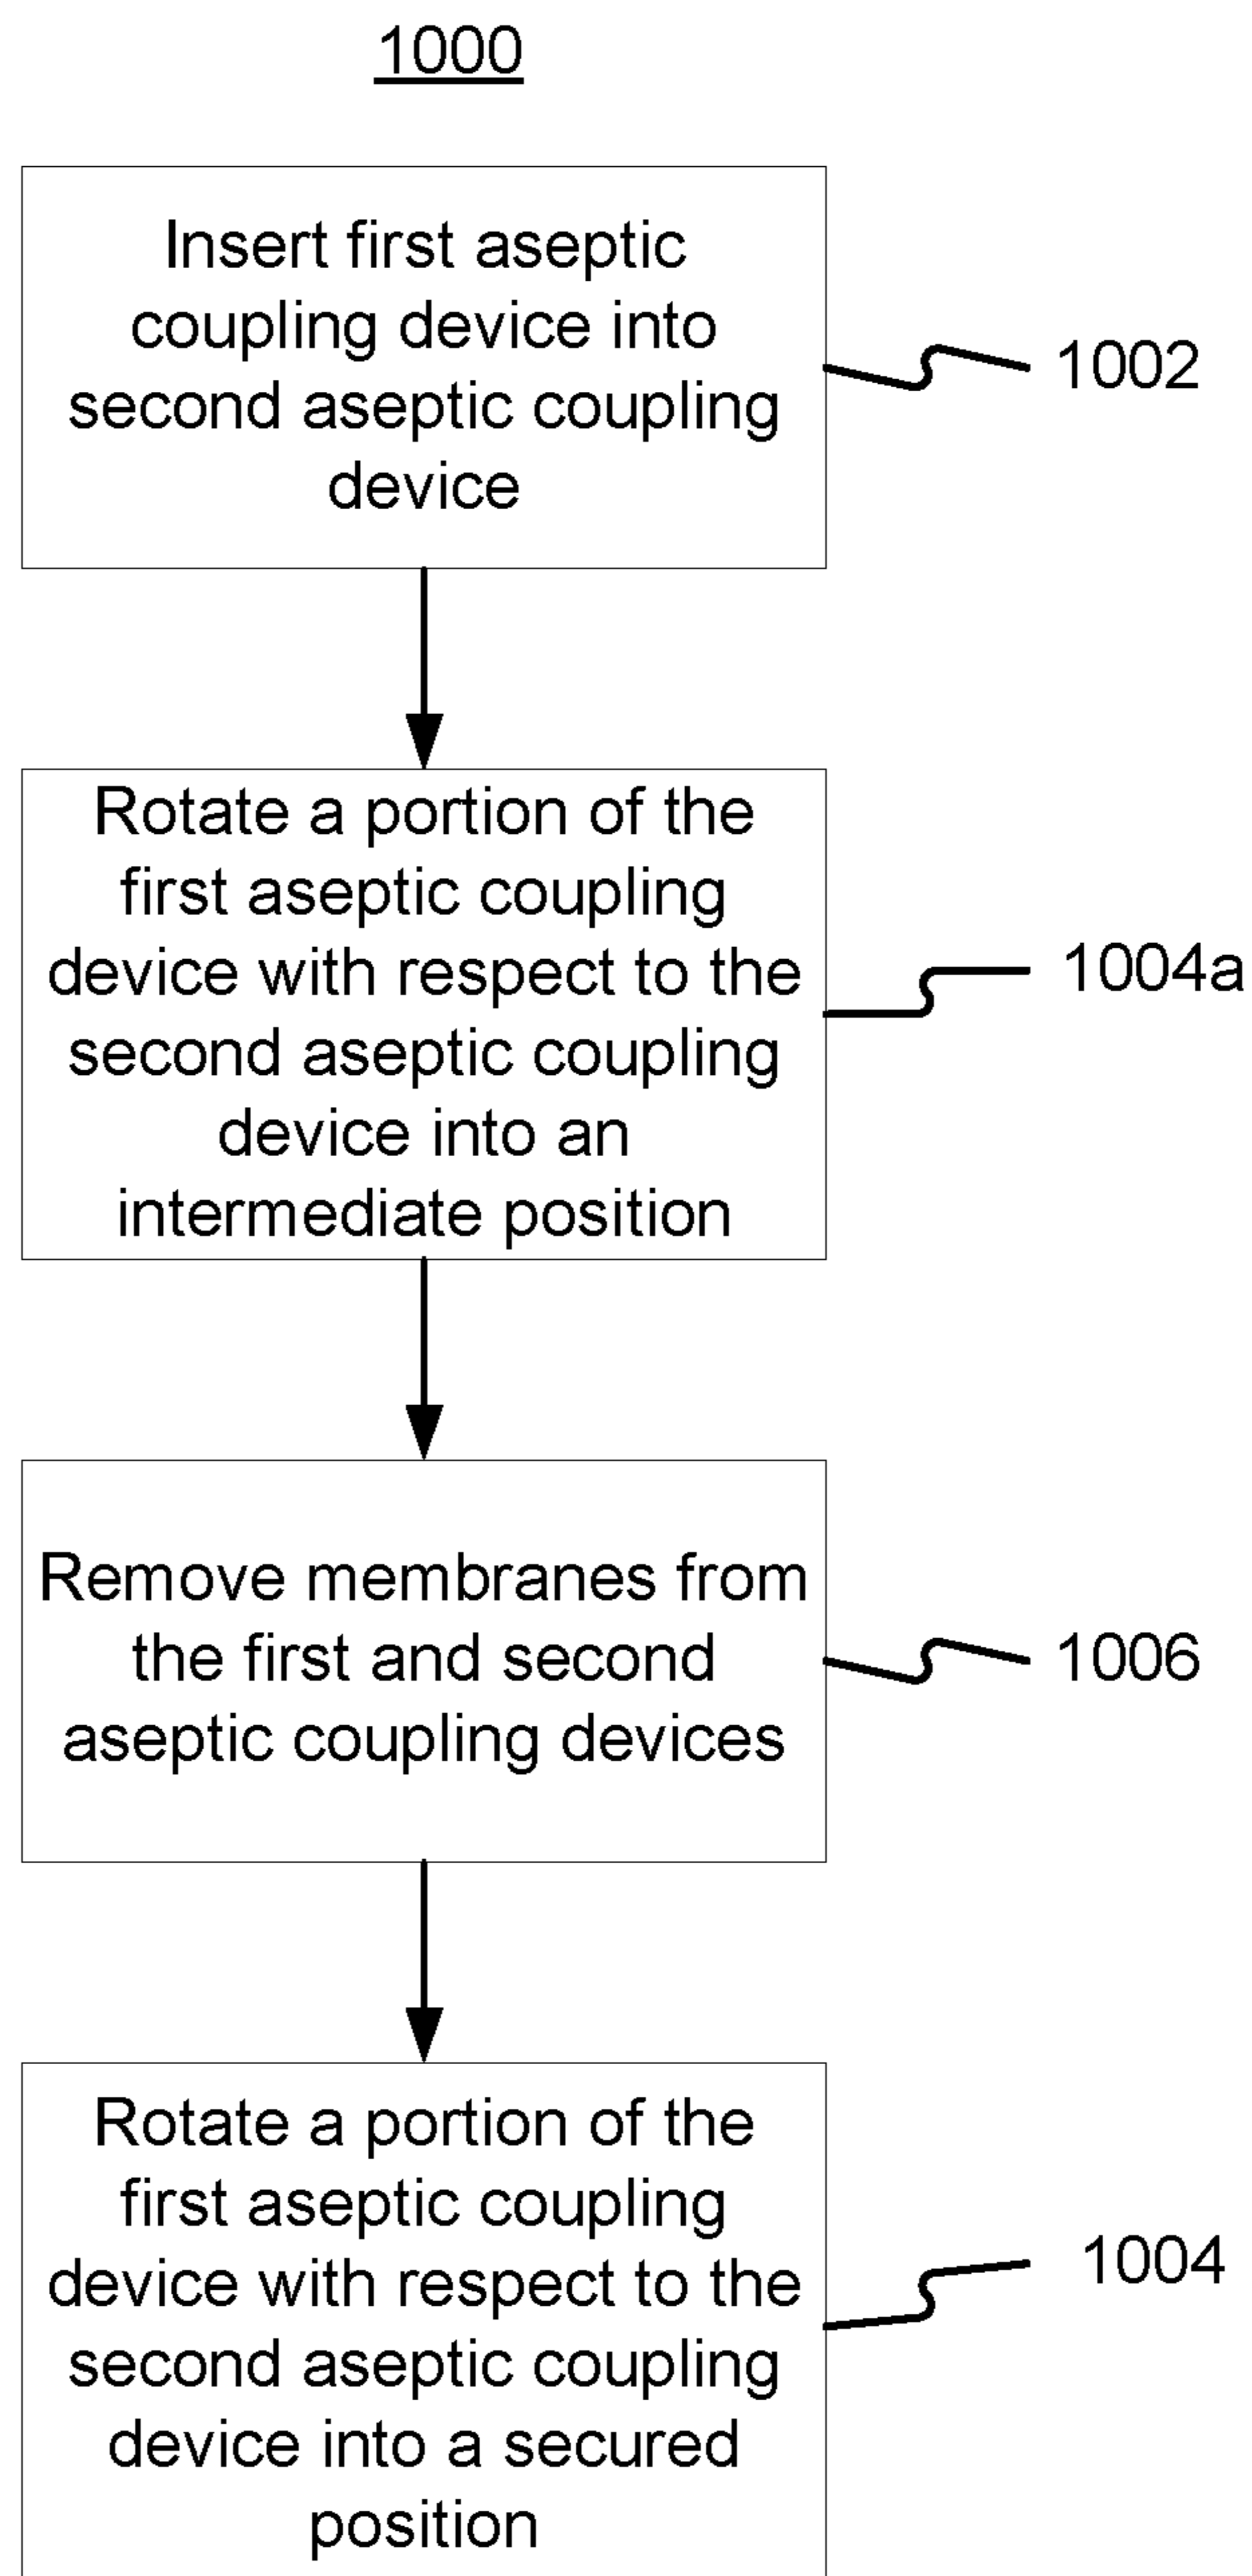 1000
Insert first aseptic
coupling device into
second aseptic coupling
device
1002
Rotate a portion of the
first aseptic coupling
device with respect to the
second aseptic coupling
device into an
intermediate position
1004a
Remove membranes from
the first and second
aseptic coupling devices
1006
Rotate a portion of the
first aseptic coupling
device with respect to the
second aseptic coupling
device into a secured
position
1004